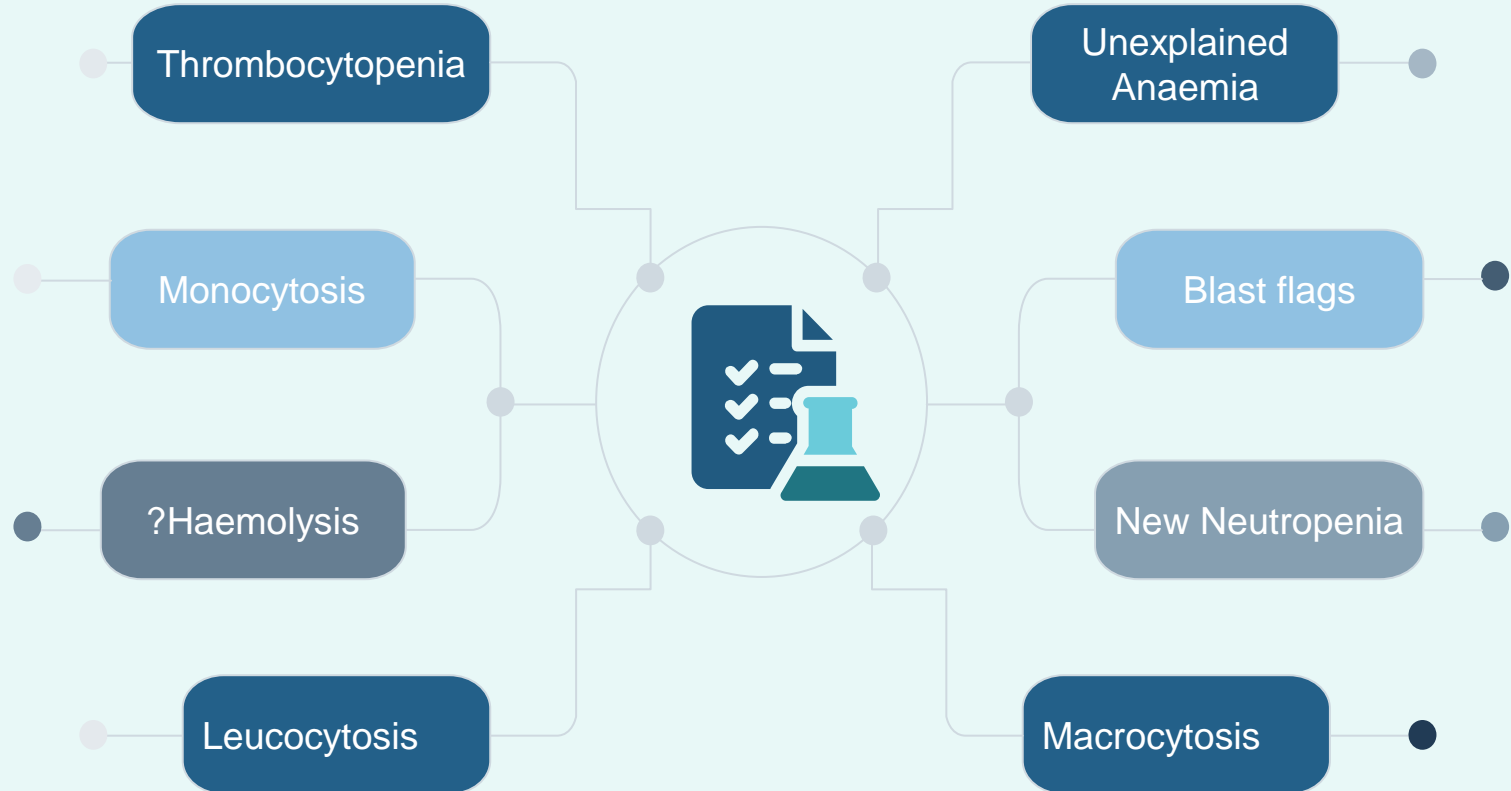 Thrombocytopenia
Unexplained
Anaemia
Monocytosis
Blast flags
?Haemolysis
New Neutropenia
Leucocytosis
Macrocytosis